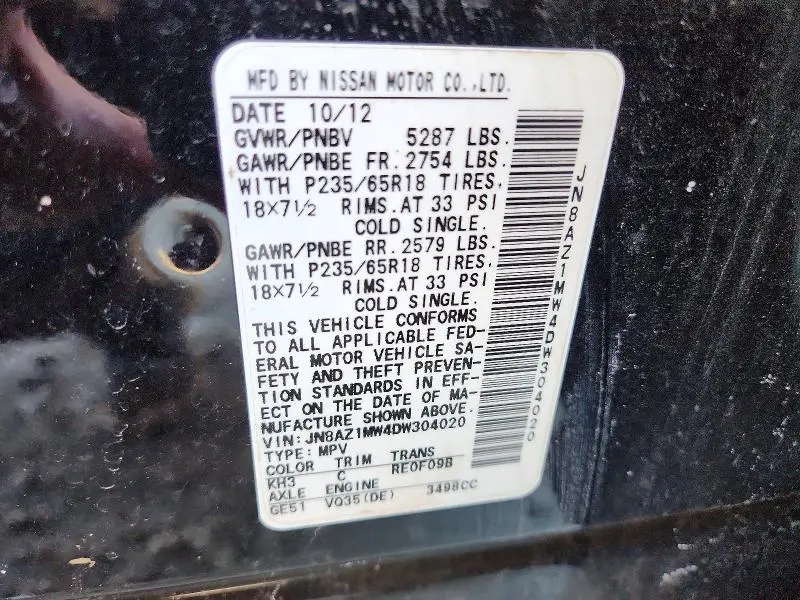 MFD BY NISSAN MOTOR CO.,LTD.
DATE 10/12
GVWR/PNBV 5287 LBS.
GAWR/PNBE FR. 2754 LBS.
WITH P235/65R18 TIRES,
18×7½ RIMS.AT 33 PSI
COLD SINGLE.
GAWR/PNBE RR. 2579 LBS.
WITH P235/65R18 TIRES,
18×7½ RIMS.AT 33 PSI
COLD SINGLE.
THIS VEHICLE CONFORMS
TO ALL APPLICABLE FED-
ERAL MOTOR VEHICLE SA-
FETY AND THEFT PREVEN-
TION STANDARDS IN EFF-
ECT ON THE DATE OF MA-
NUFACTURE SHOWN ABOVE.
VIN: JN8AZ1MW4DW304020
TYPE: MPV
COLOR TRIM TRANS
KH3 C RE0F09B
AXLE ENGINE
GE51 VQ35(DE) 3498CC
JN8AZ1MW4DW304020